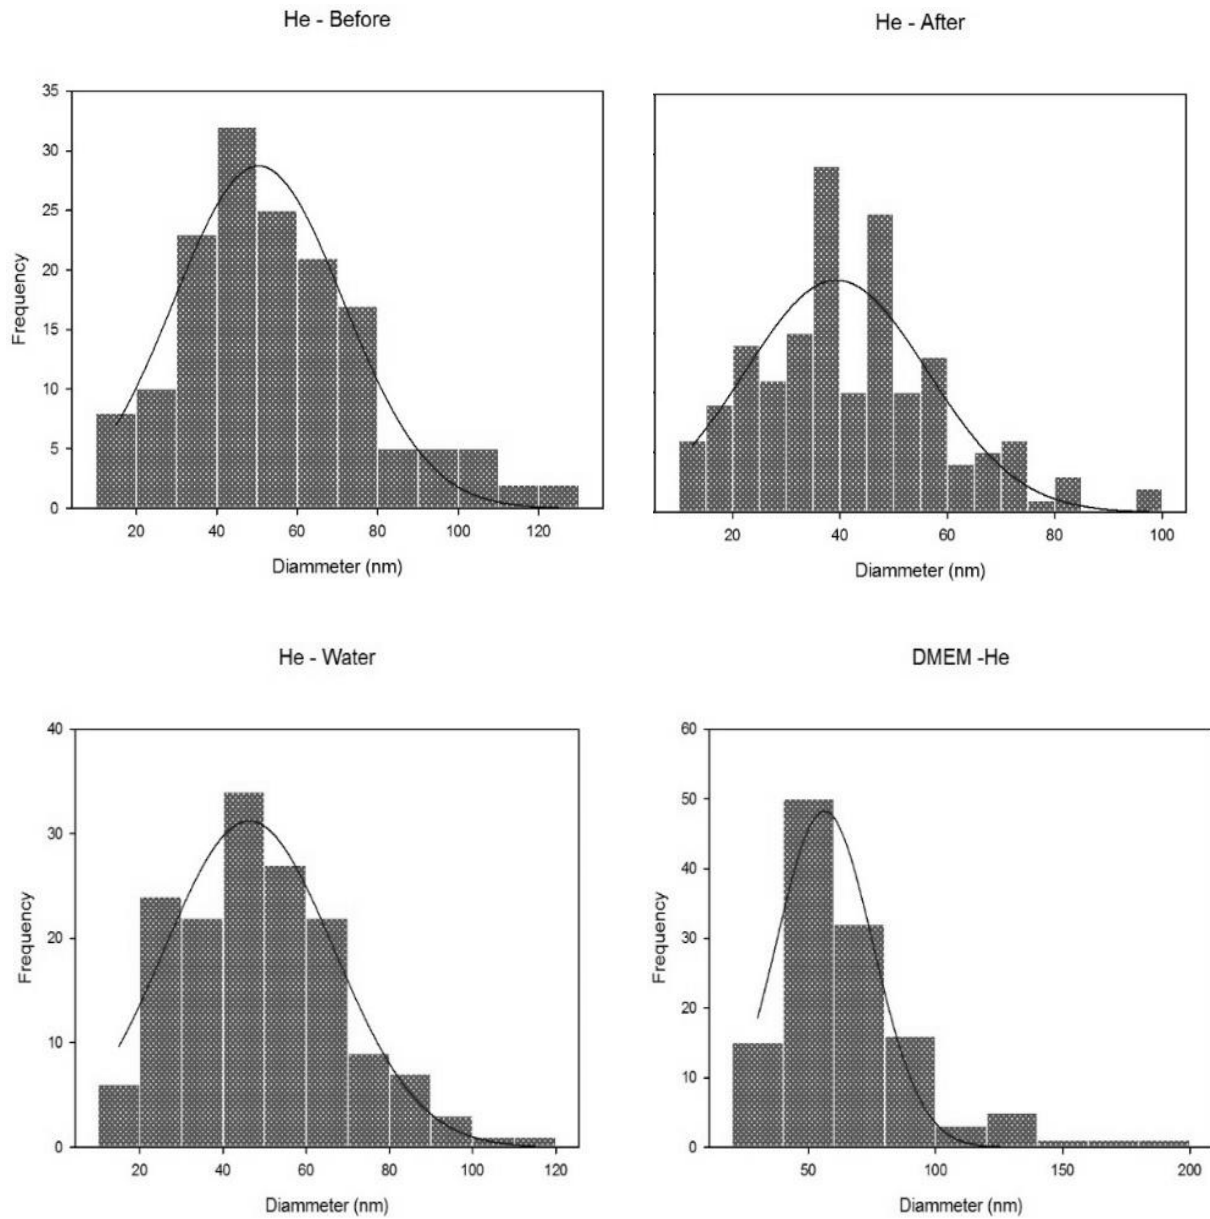 He - Before
He - After
35
30
25
20
15
10
5
0
Frequency
20 40 60 80 100 120
Diammeter (nm)
20 40 60 80 100
Diammeter (nm)
He - Water
DMEM -He
40
30
20
10
0
Frequency
20 40 60 80 100 120
Diammeter (nm)
60
50
40
30
20
10
0
Frequency
50 100 150 200
Diammeter (nm)